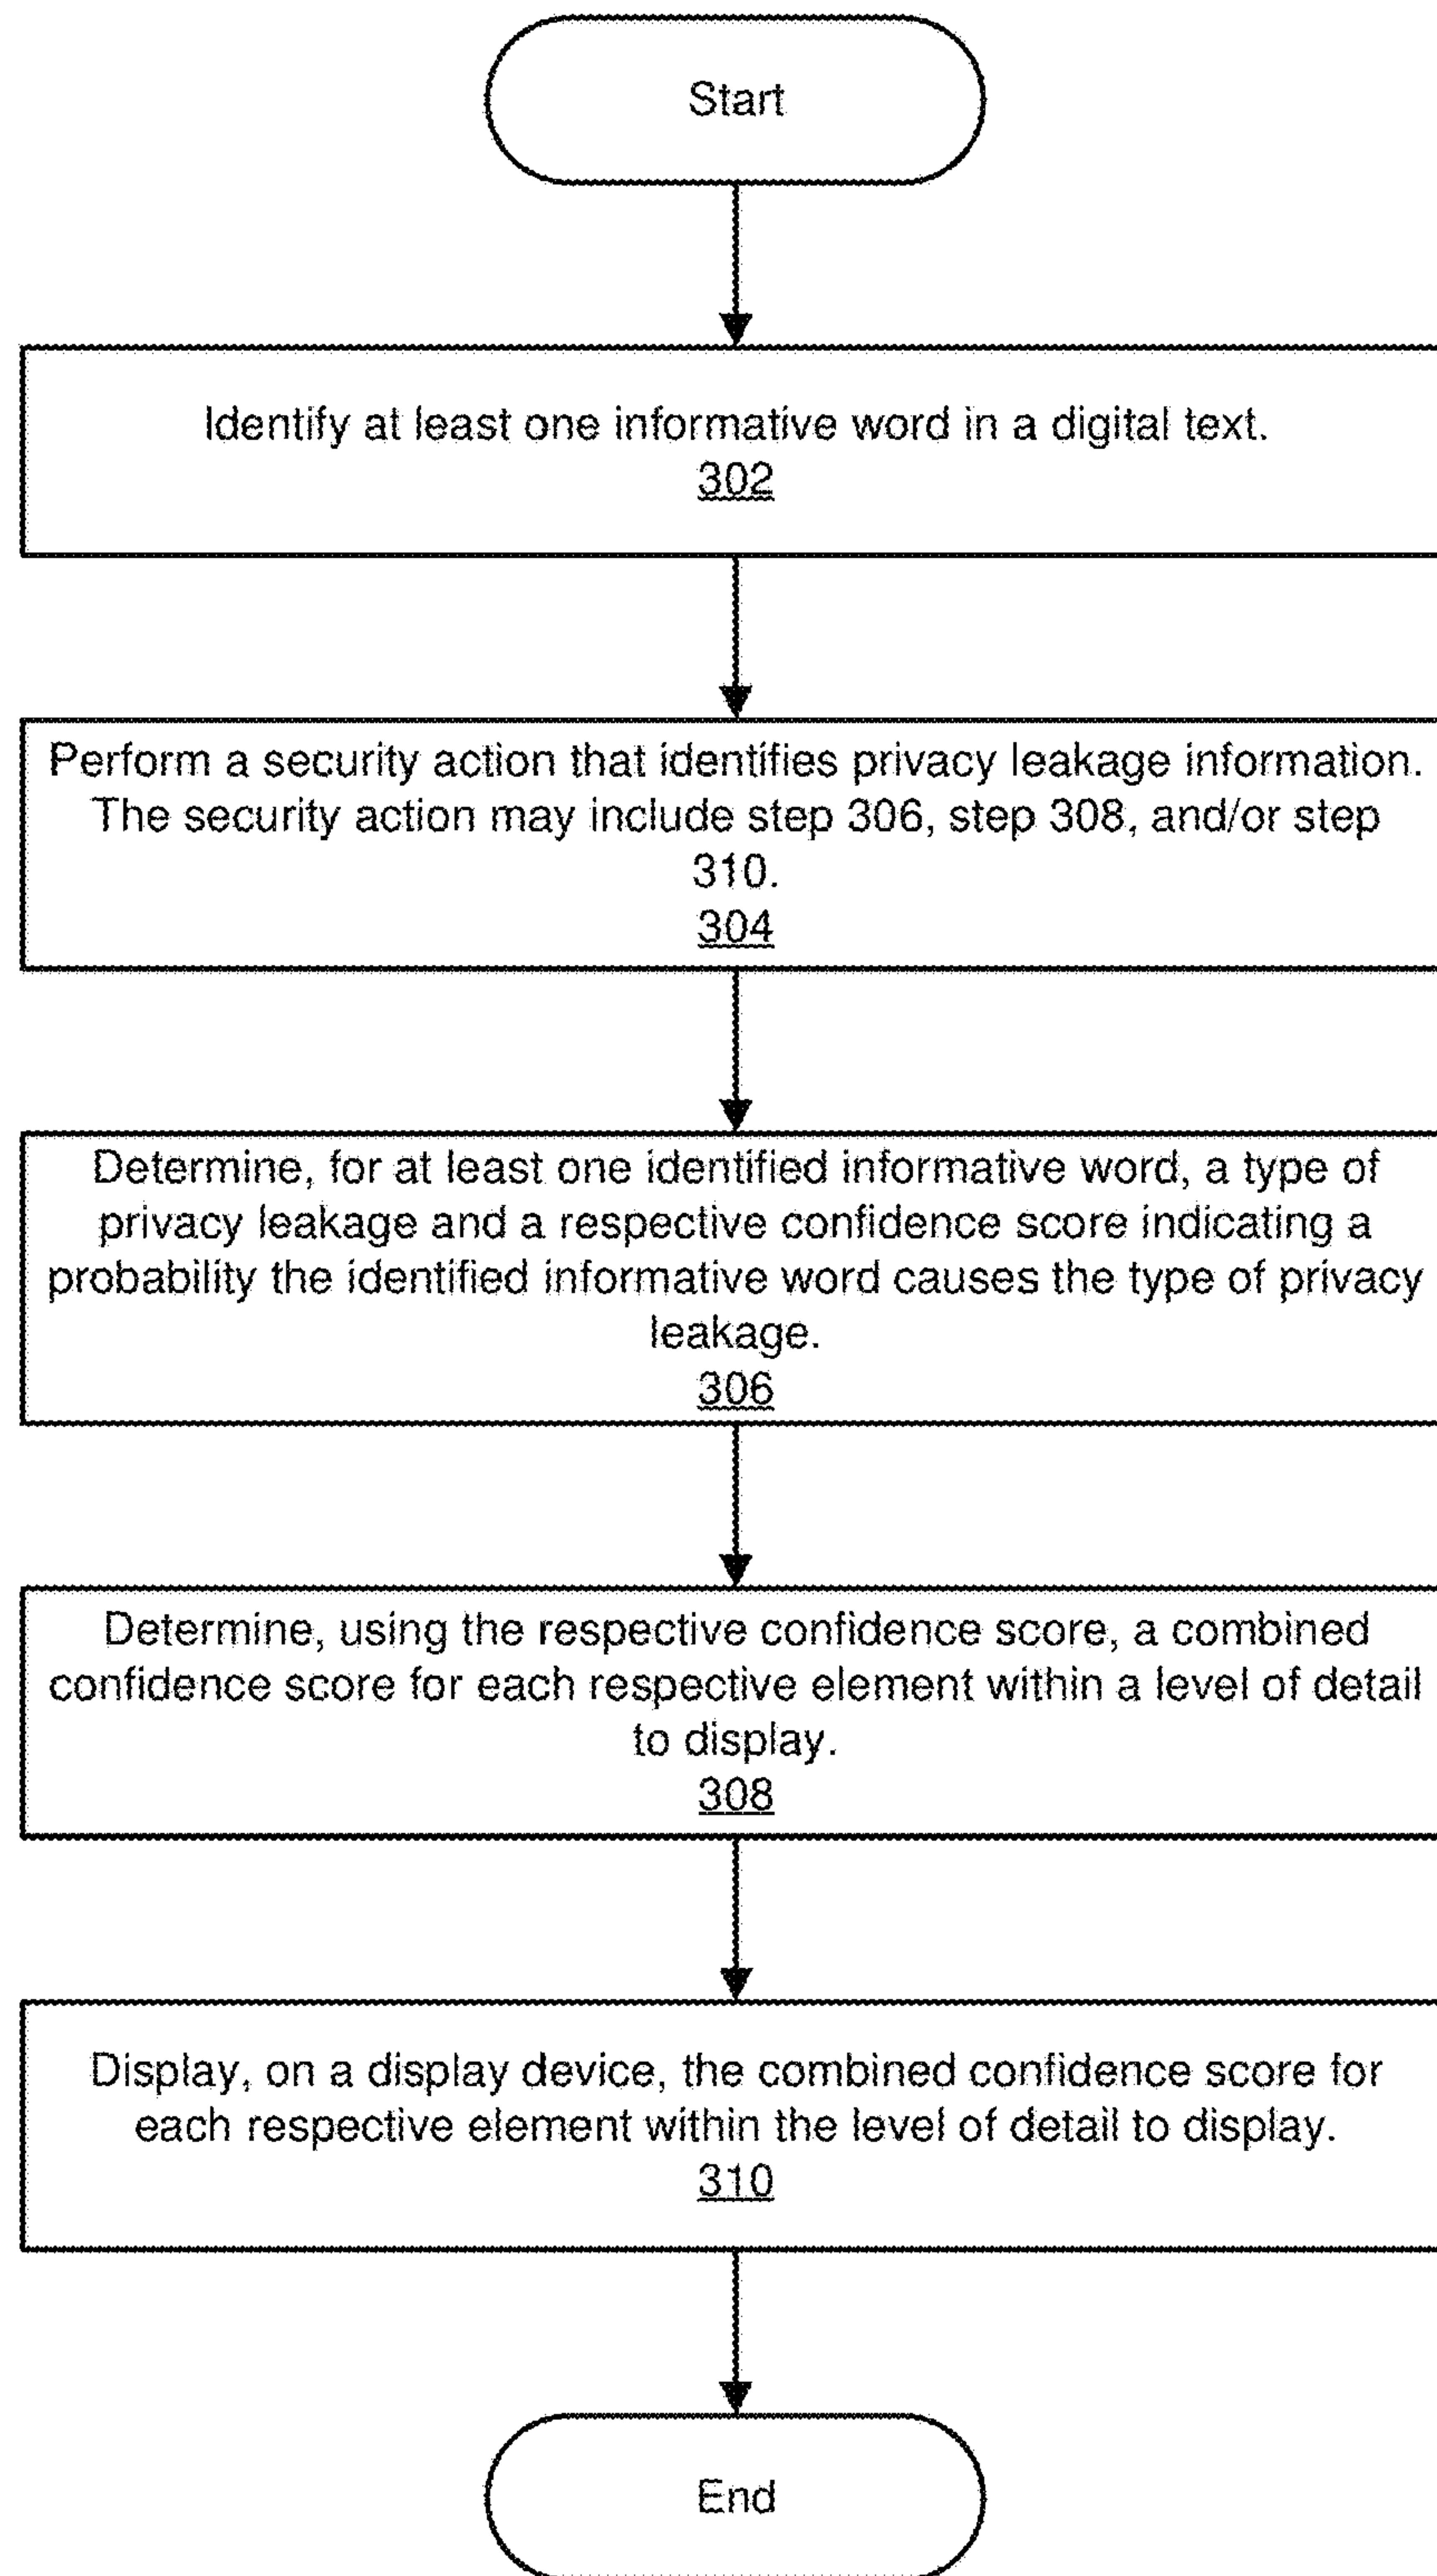 Start
Identify at least one informative word in a digital text.
302
Perform a security action that identifies privacy leakage information.
The security action may include step 306, step 308, and/or step
310.
304
Determine, for at least one identified informative word, a type of
privacy leakage and a respective confidence score indicating a
probability the identified informative word causes the type of privacy
leakage.
306
Determine, using the respective confidence score, a combined
confidence score for each respective element within a level of detail
to display.
308
Display, on a display device, the combined confidence score for
each respective element within the level of detail to display.
310
End